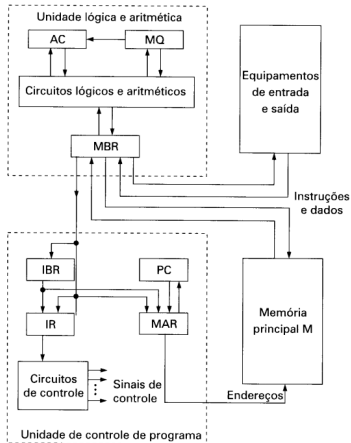 Unidade lógica e aritmética
AC
MQ
Circuitos lógicos e aritméticos
MBR
Equipamentos
de entrada
e saída
Instruções
e dados
IBR
PC
IR
MAR
Memória
principal M
Circuitos
de controle
Sinais de
controle
Endereços
Unidade de controle de programa